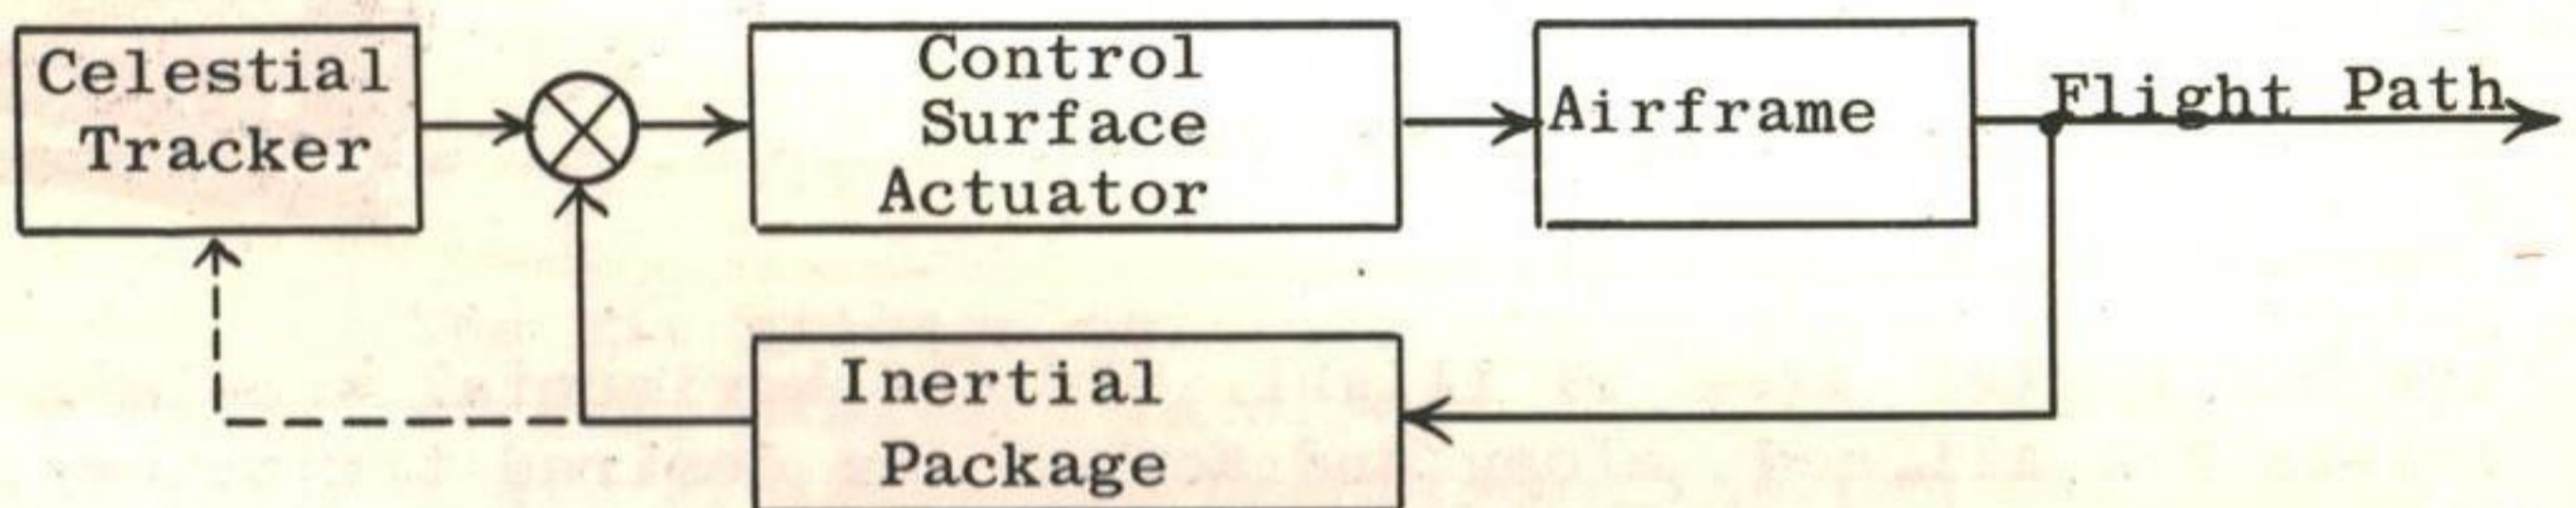 Celestial
Tracker
Control
Surface
Actuator
Airframe
Flight Path
Inertial
Package